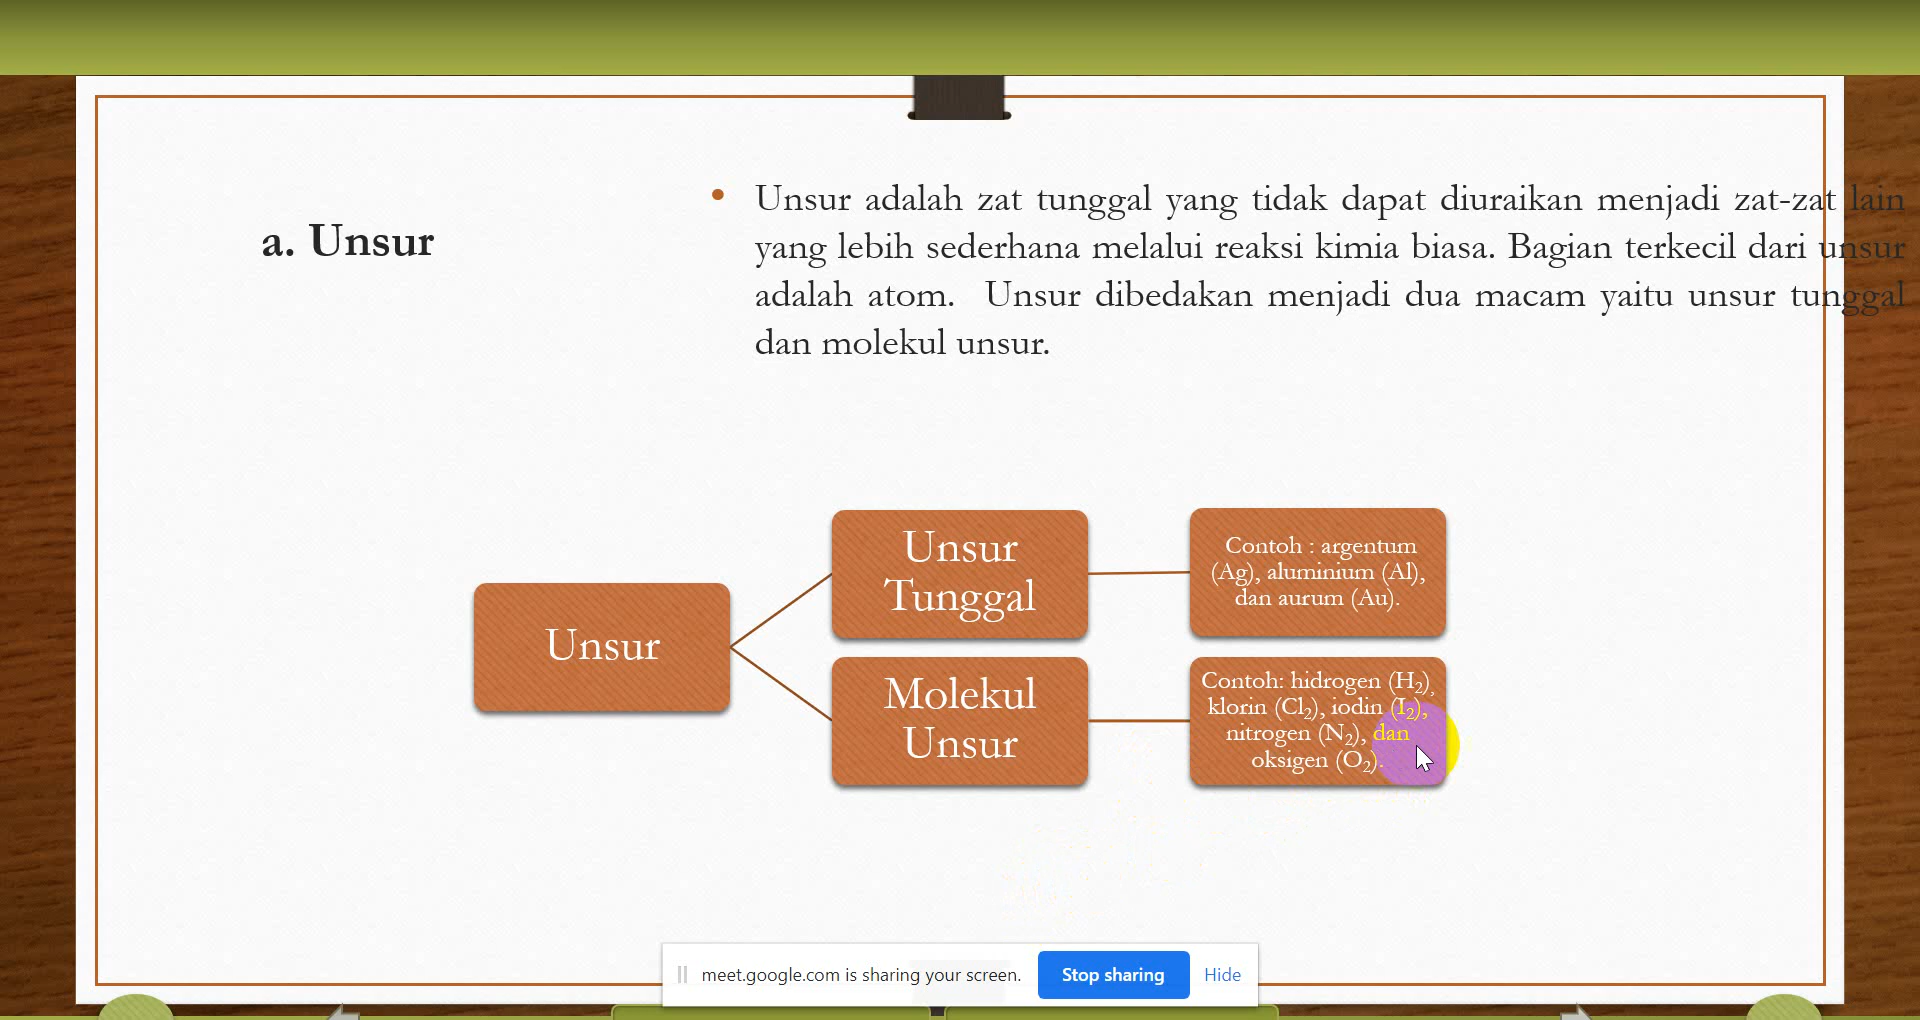 a. Unsur
• Unsur adalah zat tunggal yang tidak dapat diuraikan menjadi zat-zat lain
yang lebih sederhana melalui reaksi kimia biasa. Bagian terkecil dari unsur
adalah atom. Unsur dibedakan menjadi dua macam yaitu unsur tunggal
dan molekul unsur.
Unsur
Unsur
Tunggal
Contoh : argentum
(Ag), aluminium (Al),
dan aurum (Au).
Molekul
Unsur
Contoh: hidrogen (H₂),
klorin (Cl₂), iodin (I₂),
nitrogen (N₂), dan
oksigen (O₂).
meet.google.com is sharing your screen.
Stop sharing
Hide